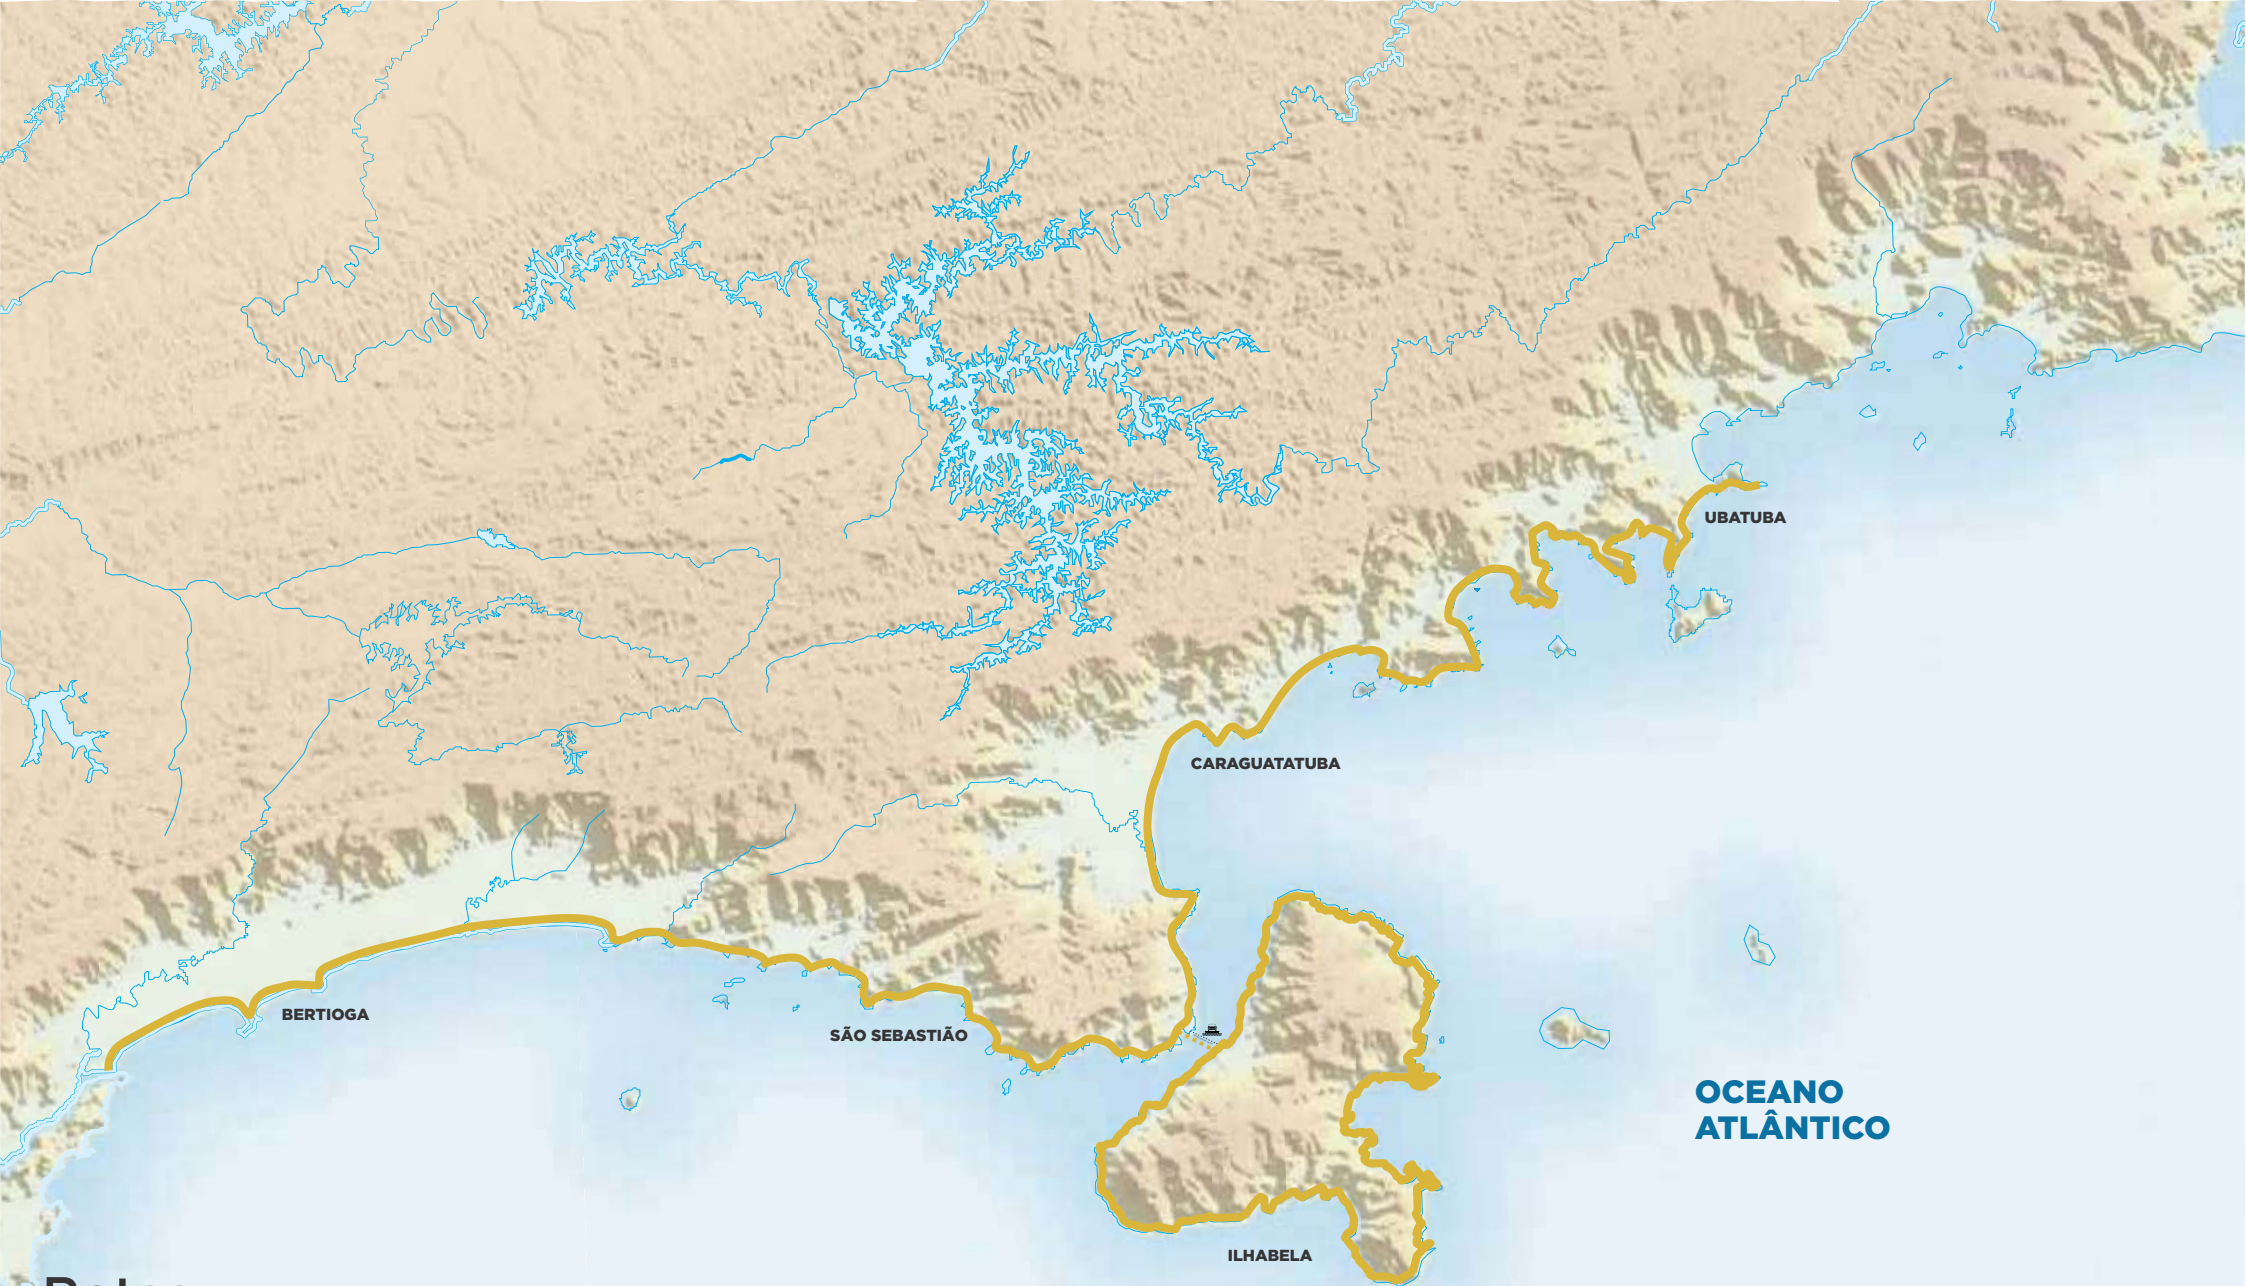 UBATUBA
CARAGUATATUBA
BERTIOGA
SÃO SEBASTIÃO
OCEANO
ATLÂNTICO
ILHABELA